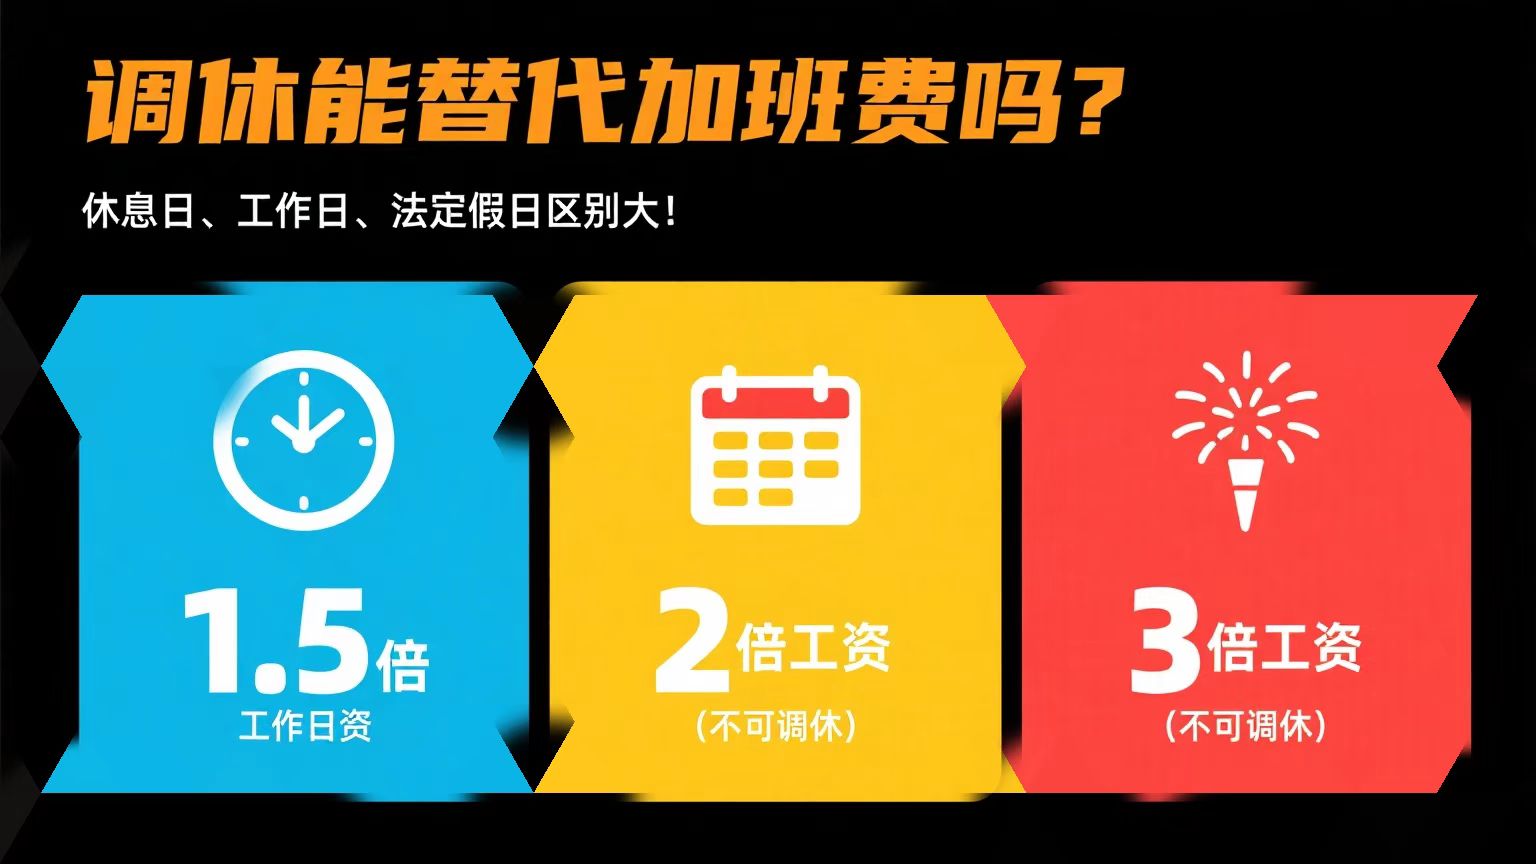 调休能替代加班费吗?
休息日、工作日、法定假日区别大!
1.5倍
工作日资
2倍工资
(不可调休)
3倍工资
(不可调休)